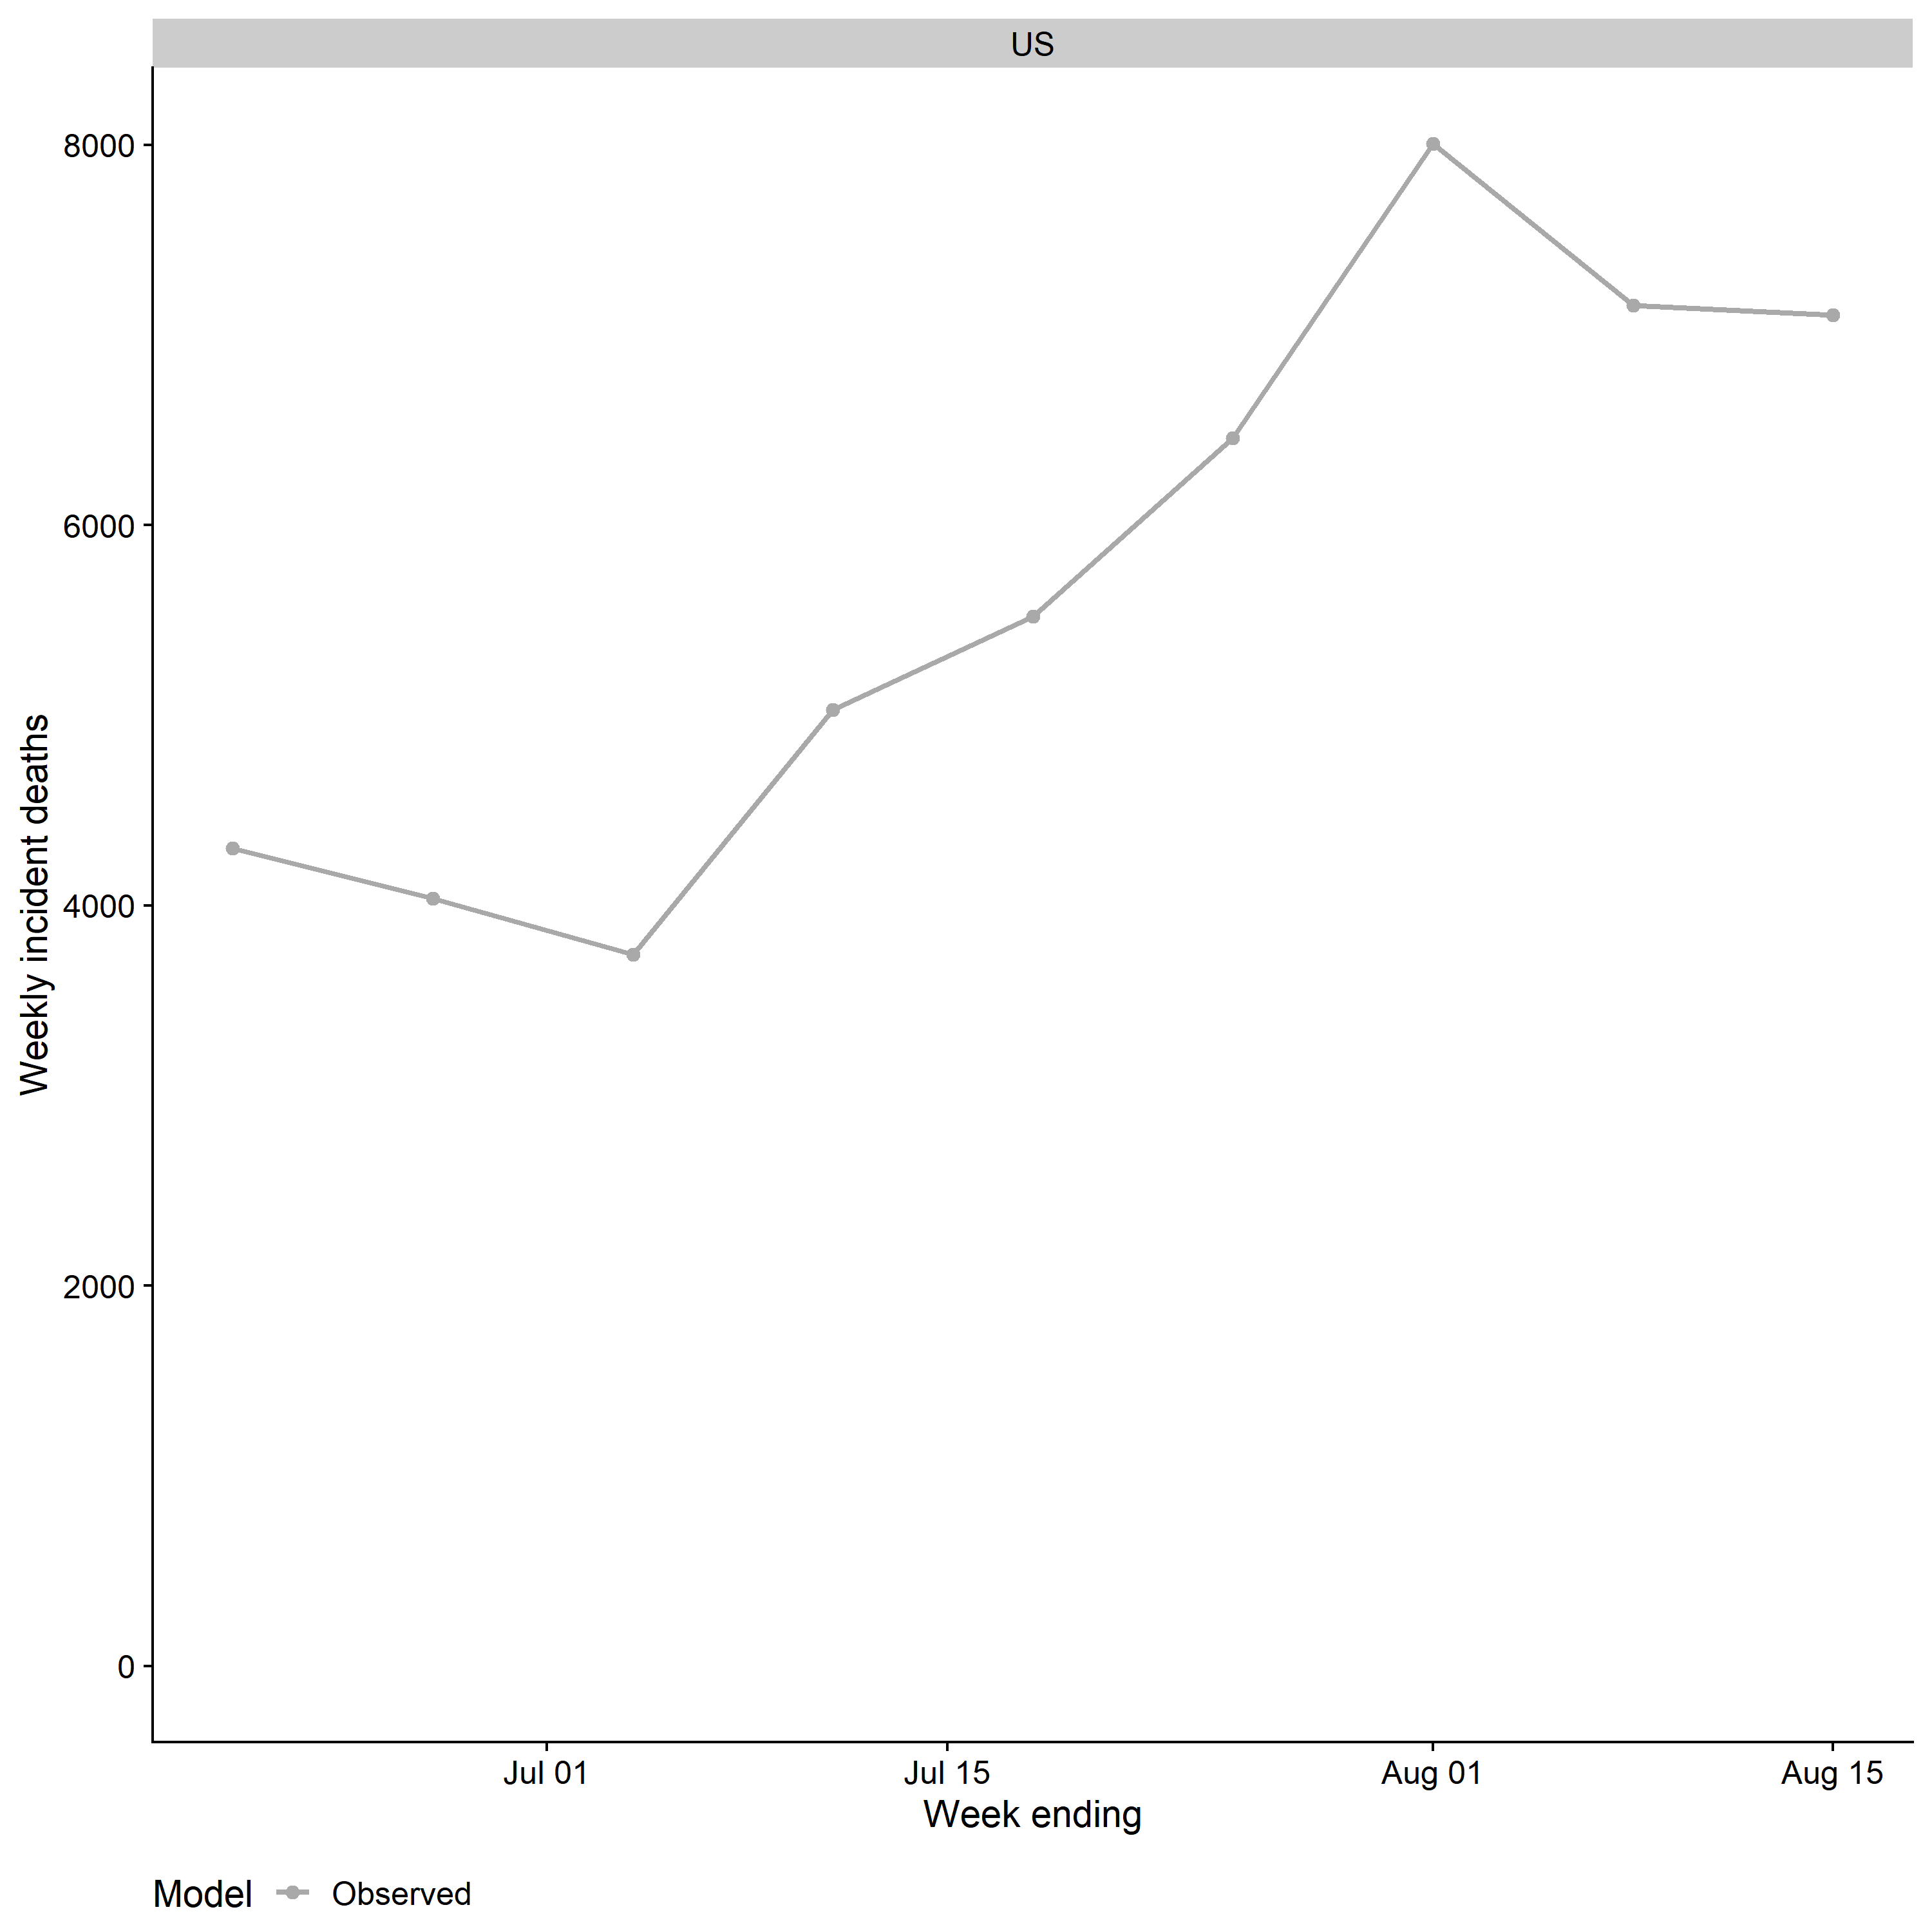 US
8000
6000
4000
2000
0
Weekly incident deaths
Jul 01 Jul 15 Aug 01 Aug 15
Week ending
Model Observed